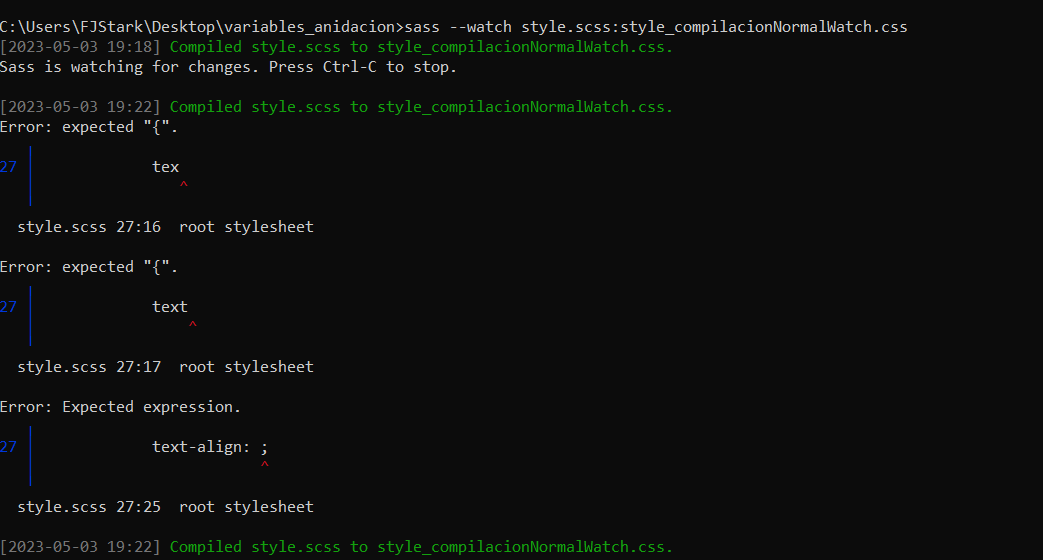 C:\Users\FJStark\Desktop\variables_anidacion>sass --watch style.scss:style_compilacionNormalWatch.css
[2023-05-03 19:18] Compiled style.scss to style_compilacionNormalWatch.css.
Sass is watching for changes. Press Ctrl-C to stop.
[2023-05-03 19:22] Compiled style.scss to style_compilacionNormalWatch.css.
Error: expected "{".
27 │ tex
^
style.scss 27:16  root stylesheet
Error: expected "{".
27 │ text
^
style.scss 27:17  root stylesheet
Error: Expected expression.
27 │ text-align: ;
^
style.scss 27:25  root stylesheet
[2023-05-03 19:22] Compiled style.scss to style_compilacionNormalWatch.css.